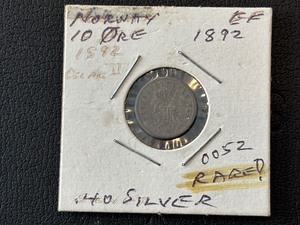 NORWAY EF
10 ØRE 1892
1892
OSCAR II
0052
RARE!
.40 SILVER